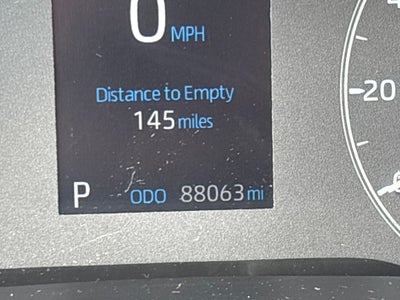 0 MPH
Distance to Empty
145 miles
P ODO 88063 mi
20